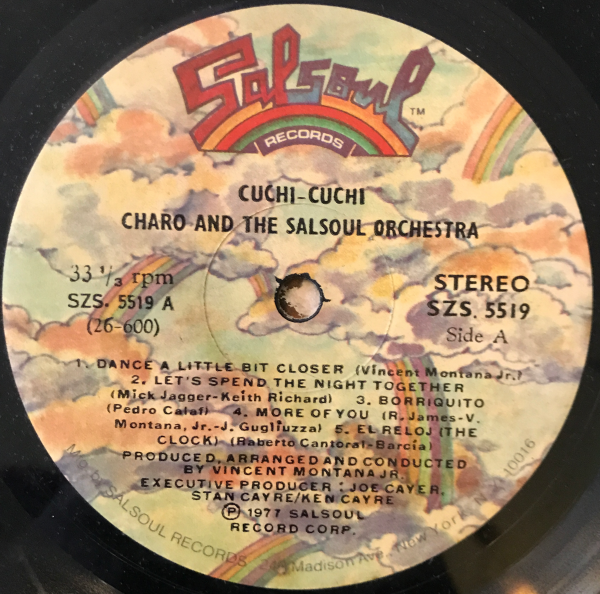 Salsoul
TM
RECORDS
CUCHI-CUCHI
CHARO AND THE SALSOUL ORCHESTRA
33 1/3 rpm
SZS. 5519 A
(26-600)
STEREO
SZS. 5519
Side A
1. DANCE A LITTLE BIT CLOSER (Vincent Montana Jr.)
2. LET'S SPEND THE NIGHT TOGETHER
(Mick Jagger-Keith Richard) 3. BORRIQUITO
(Pedro Calaf) 4. MORE OF YOU (R. James-V.
Montana, Jr.-J. Gugliuzza) 5. EL RELOJ (THE
CLOCK) (Raberto Cantoral-Barcia)
PRODUCED, ARRANGED AND CONDUCTED
BY VINCENT MONTANA JR.
EXECUTIVE PRODUCER : JOE CAYER,
STAN CAYRE/KEN CAYRE
Ⓟ 1977 SALSOUL
RECORD CORP.
SALSOUL RECORDS Madison Ave., New York, N.Y. 10016